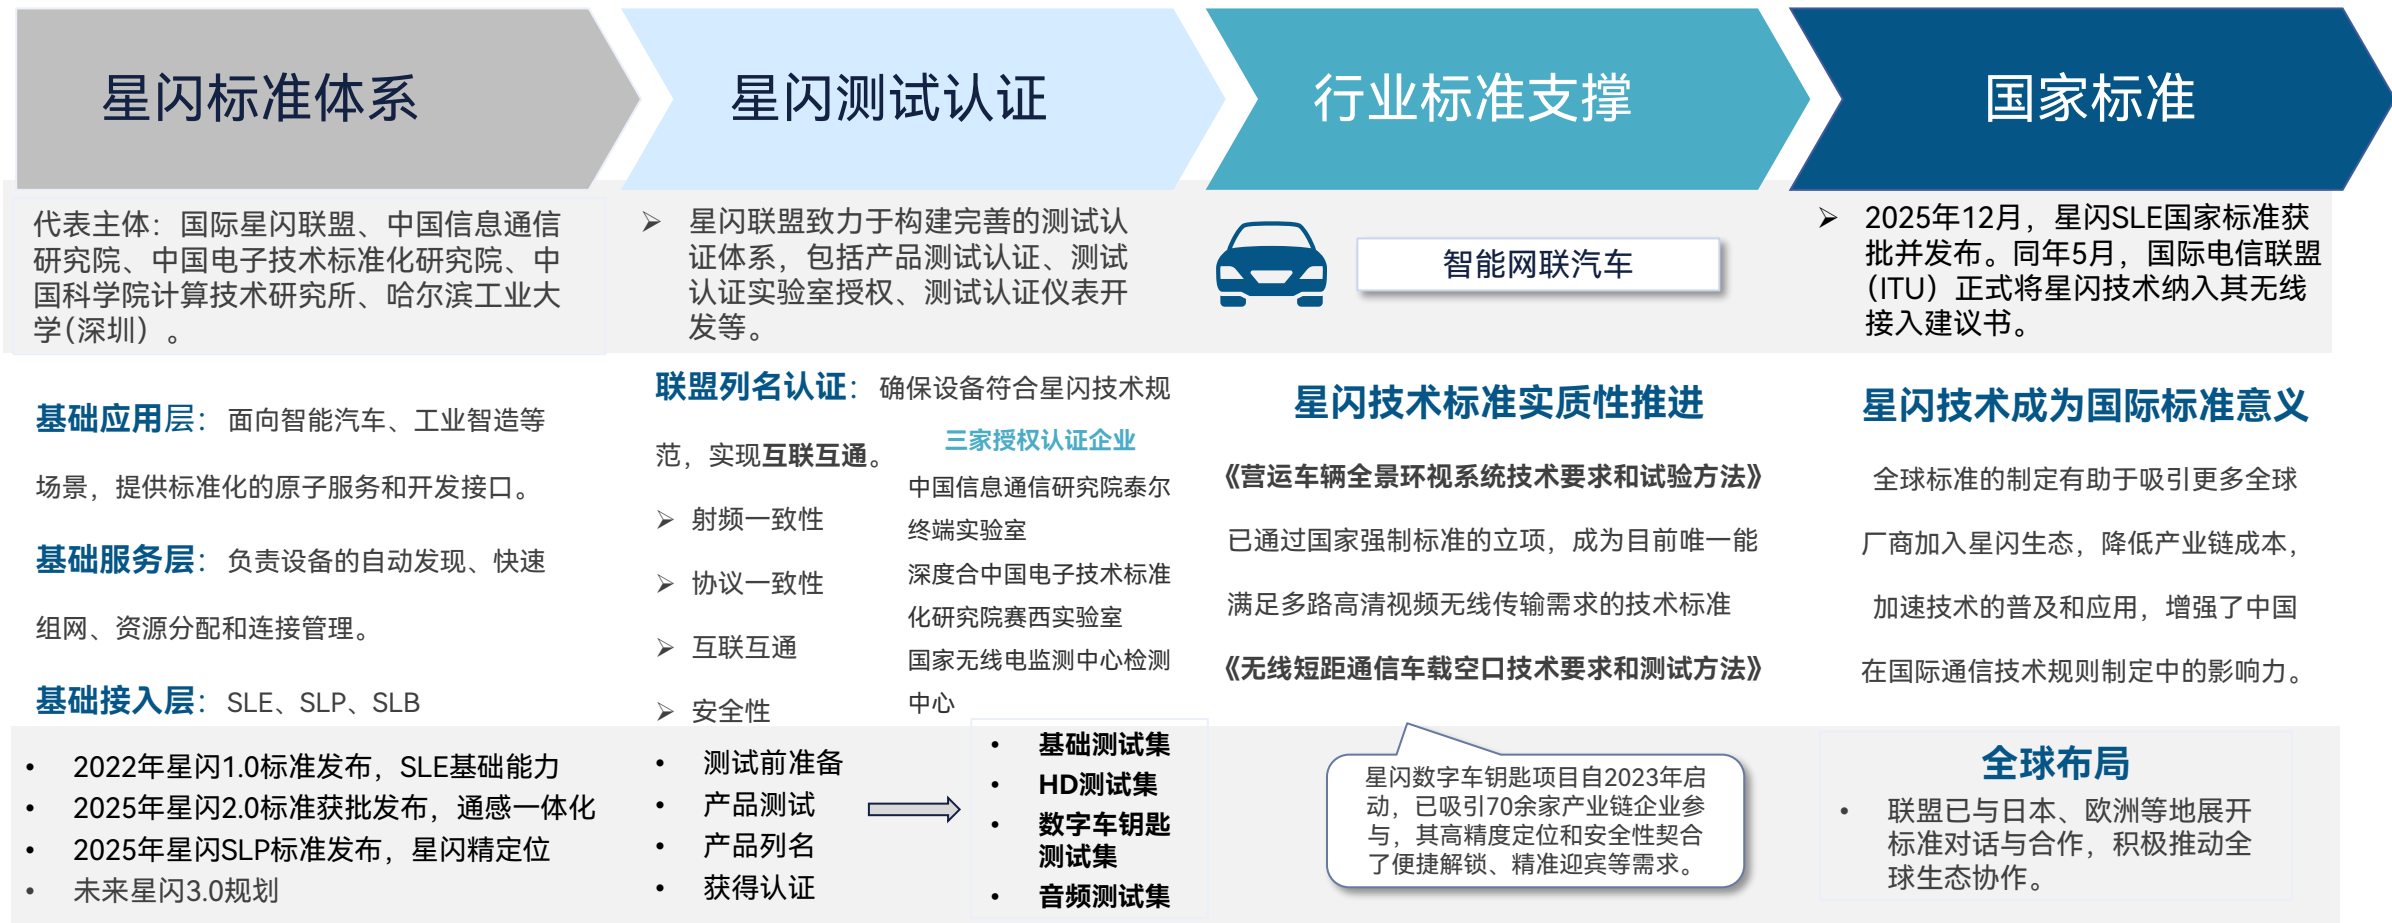 星闪标准体系
代表主体：国际星闪联盟、中国信息通信
研究院、中国电子技术标准化研究院、中
国科学院计算技术研究所、哈尔滨工业大
学（深圳）。
基础应用层：面向智能汽车、工业智造等
场景，提供标准化的原子服务和开发接口。
基础服务层：负责设备的自动发现、快速
组网、资源分配和连接管理。
基础接入层：SLE、SLP、SLB
• 2022年星闪1.0标准发布，SLE基础能力
• 2025年星闪2.0标准获批发布，通感一体化
• 2025年星闪SLP标准发布，星闪精定位
• 未来星闪3.0规划
星闪测试认证
➢ 星闪联盟致力于构建完善的测试认
证体系，包括产品测试认证、测试
认证实验室授权、测试认证仪表开
发等。
联盟列名认证：确保设备符合星闪技术规
范，实现互联互通。
➢ 射频一致性
➢ 协议一致性
➢ 互联互通
➢ 安全性
三家授权认证企业
中国信息通信研究院泰尔
终端实验室
深度合中国电子技术标准
化研究院赛西实验室
国家无线电监测中心检测
中心
• 测试前准备
• 产品测试
• 产品列名
• 获得认证
• 基础测试集
• HD测试集
• 数字车钥匙
测试集
• 音频测试集
行业标准支撑
智能网联汽车
星闪技术标准实质性推进
《营运车辆全景环视系统技术要求和试验方法》
已通过国家强制标准的立项，成为目前唯一能
满足多路高清视频无线传输需求的技术标准
《无线短距通信车载空口技术要求和测试方法》
星闪数字车钥匙项目自2023年启
动，已吸引70余家产业链企业参
与，其高精度定位和安全性契合
了便捷解锁、精准迎宾等需求。
国家标准
➢ 2025年12月，星闪SLE国家标准获
批并发布。同年5月，国际电信联盟
（ITU）正式将星闪技术纳入其无线
接入建议书。
星闪技术成为国际标准意义
全球标准的制定有助于吸引更多全球
厂商加入星闪生态，降低产业链成本，
加速技术的普及和应用，增强了中国
在国际通信技术规则制定中的影响力。
全球布局
• 联盟已与日本、欧洲等地展开
标准对话与合作，积极推动全
球生态协作。